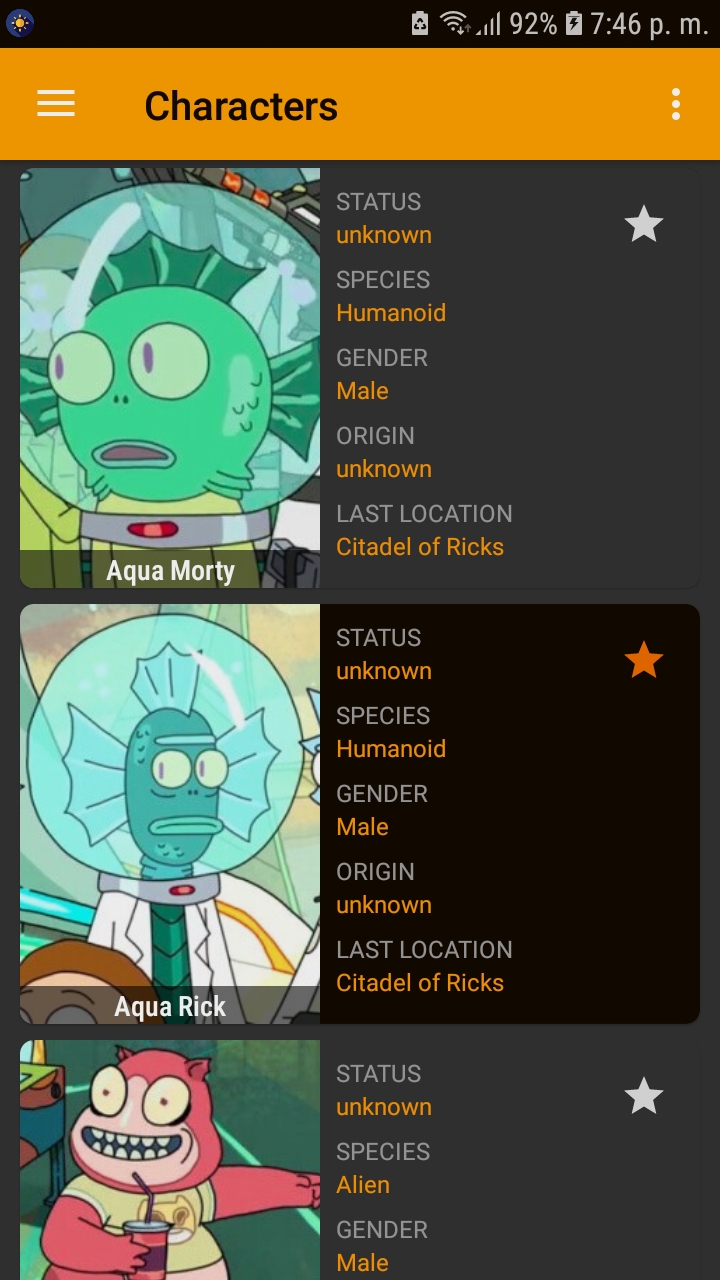 92% 7:46 p. m.
Characters
STATUS
unknown
SPECIES
Humanoid
GENDER
Male
ORIGIN
unknown
LAST LOCATION
Citadel of Ricks
Aqua Morty
STATUS
unknown
SPECIES
Humanoid
GENDER
Male
ORIGIN
unknown
LAST LOCATION
Citadel of Ricks
Aqua Rick
STATUS
unknown
SPECIES
Alien
GENDER
Male